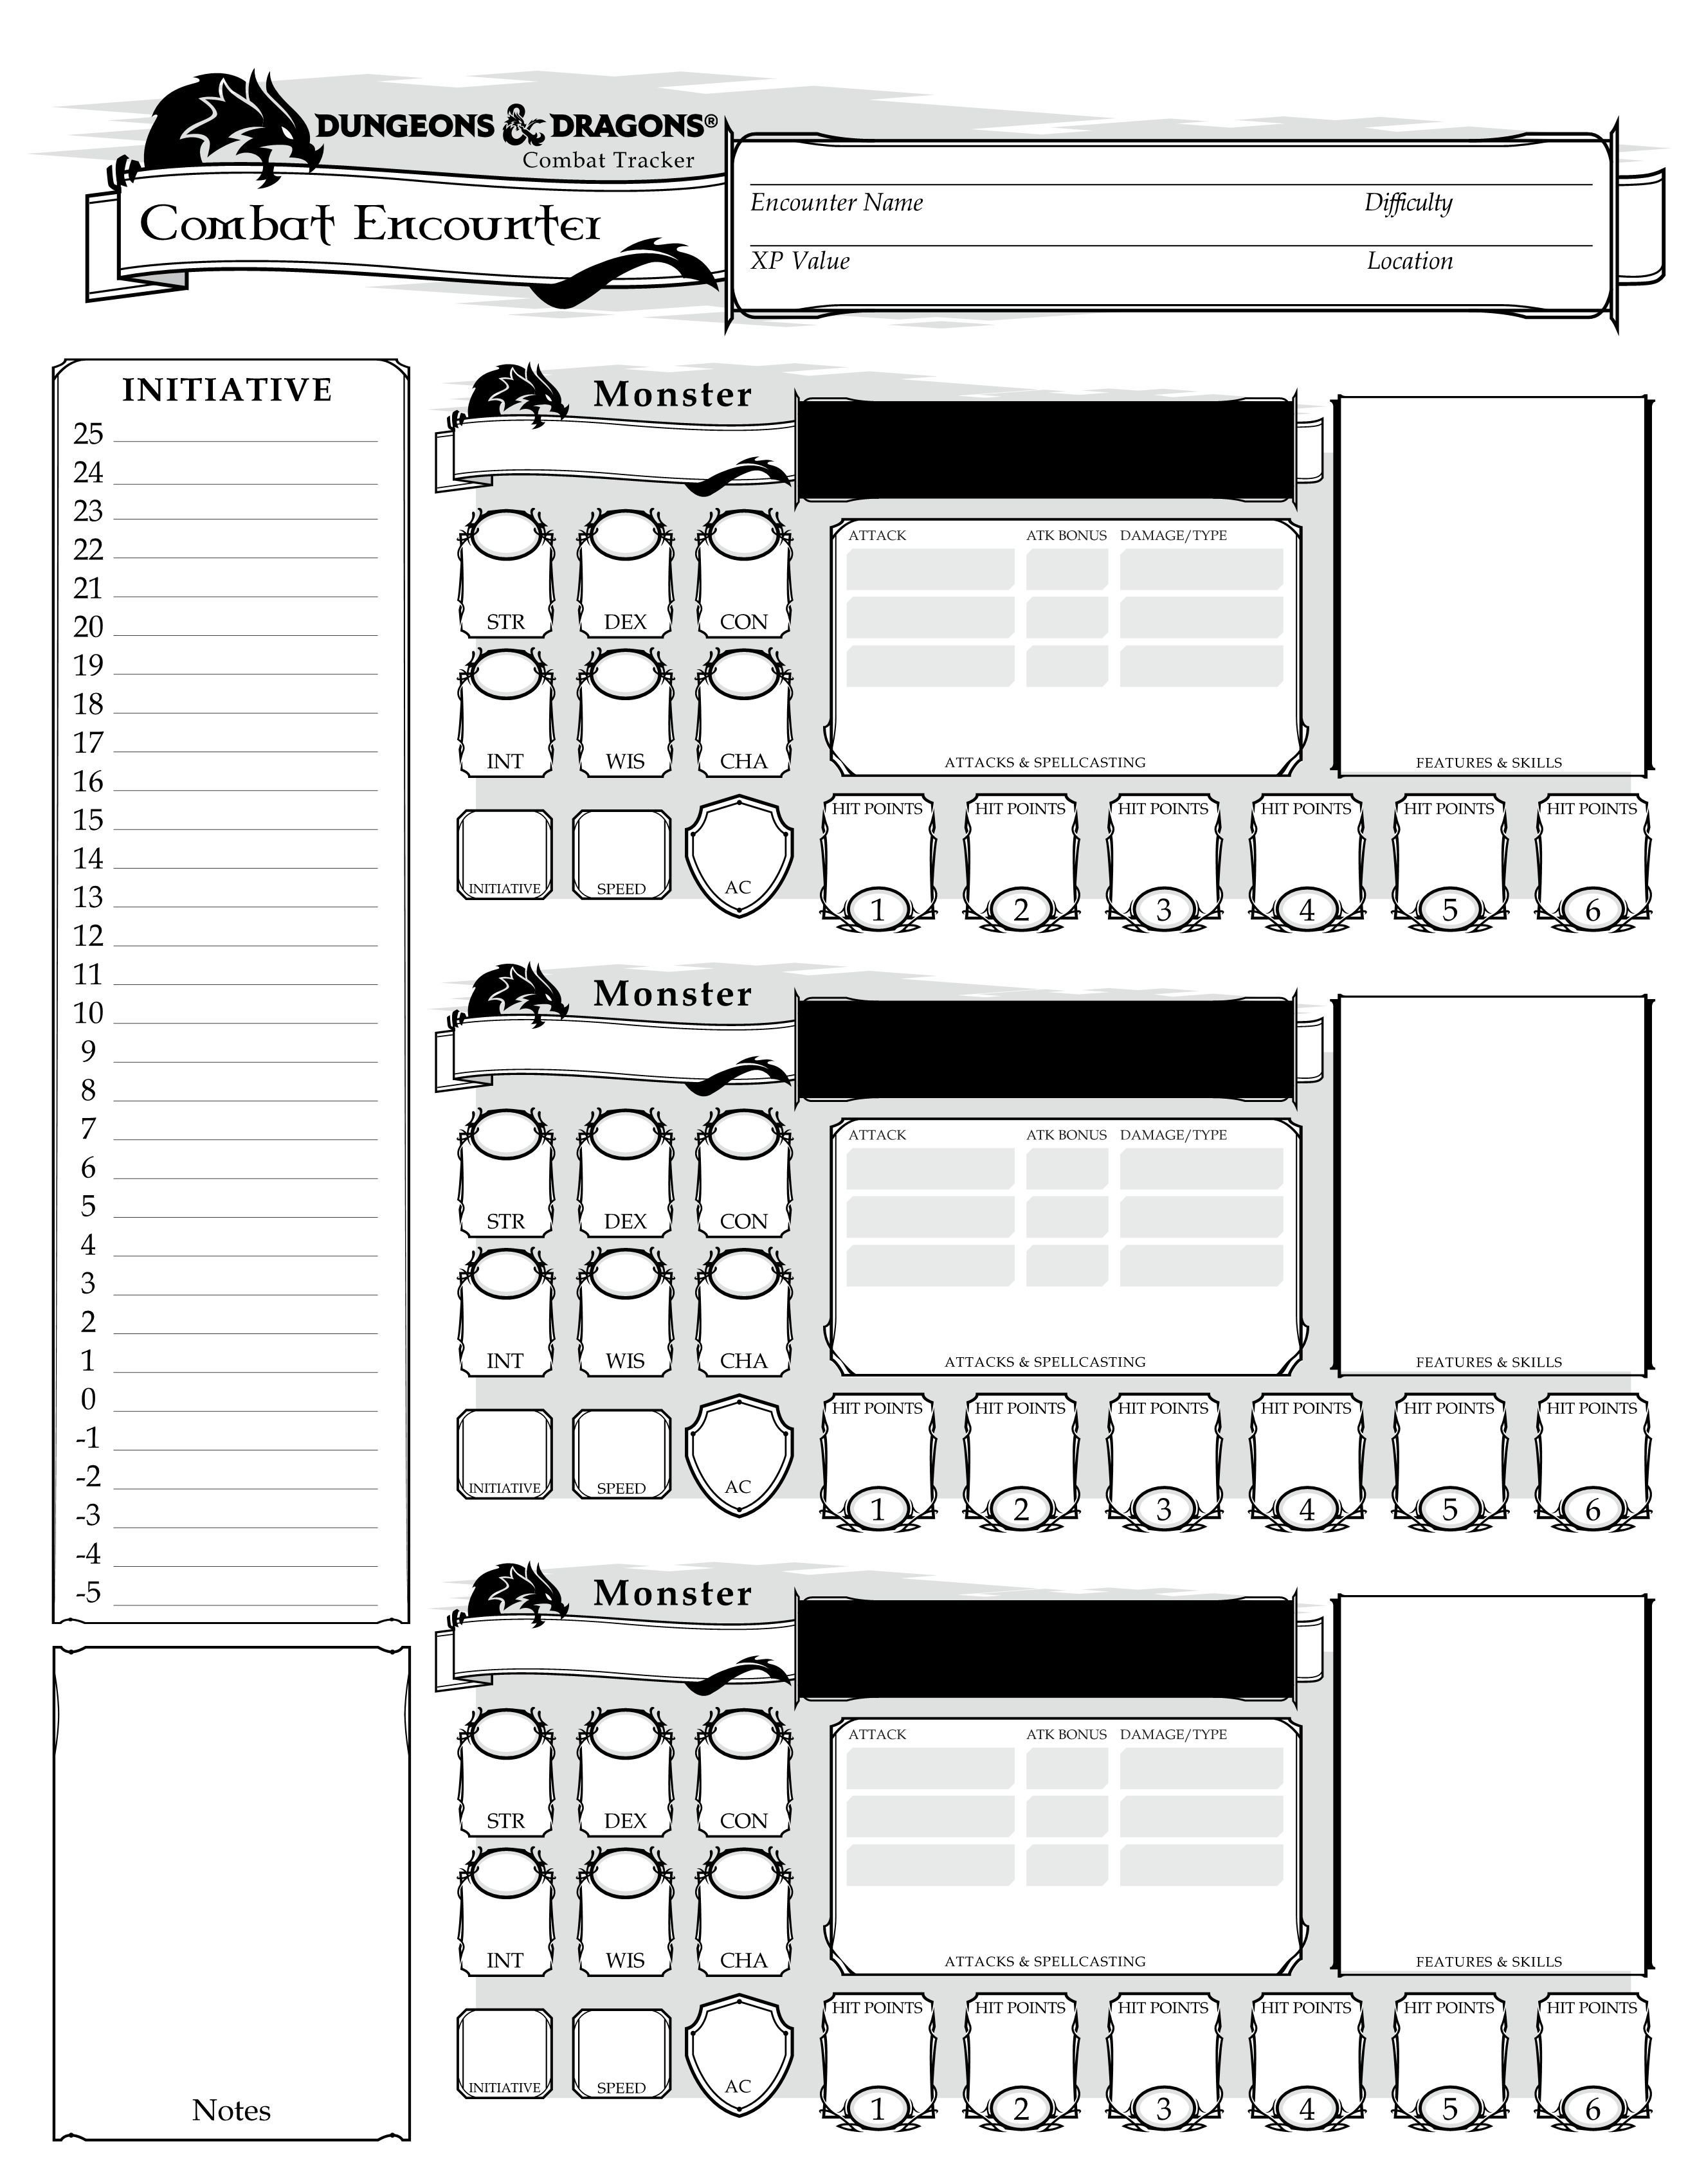 DUNGEONS & DRAGONS®
Combat Tracker
Combat Encounter
Encounter Name Difficulty
XP Value Location
INITIATIVE
25
24
23
22
21
20
19
18
17
16
15
14
13
12
11
10
9
8
7
6
5
4
3
2
1
0
-1
-2
-3
-4
-5
Notes
Monster
STR DEX CON
INT WIS CHA
INITIATIVE SPEED AC
ATTACK ATK BONUS DAMAGE/TYPE
ATTACKS & SPELLCASTING
FEATURES & SKILLS
HIT POINTS HIT POINTS HIT POINTS HIT POINTS HIT POINTS HIT POINTS
1 2 3 4 5 6
Monster
STR DEX CON
INT WIS CHA
INITIATIVE SPEED AC
ATTACK ATK BONUS DAMAGE/TYPE
ATTACKS & SPELLCASTING
FEATURES & SKILLS
HIT POINTS HIT POINTS HIT POINTS HIT POINTS HIT POINTS HIT POINTS
1 2 3 4 5 6
Monster
STR DEX CON
INT WIS CHA
INITIATIVE SPEED AC
ATTACK ATK BONUS DAMAGE/TYPE
ATTACKS & SPELLCASTING
FEATURES & SKILLS
HIT POINTS HIT POINTS HIT POINTS HIT POINTS HIT POINTS HIT POINTS
1 2 3 4 5 6